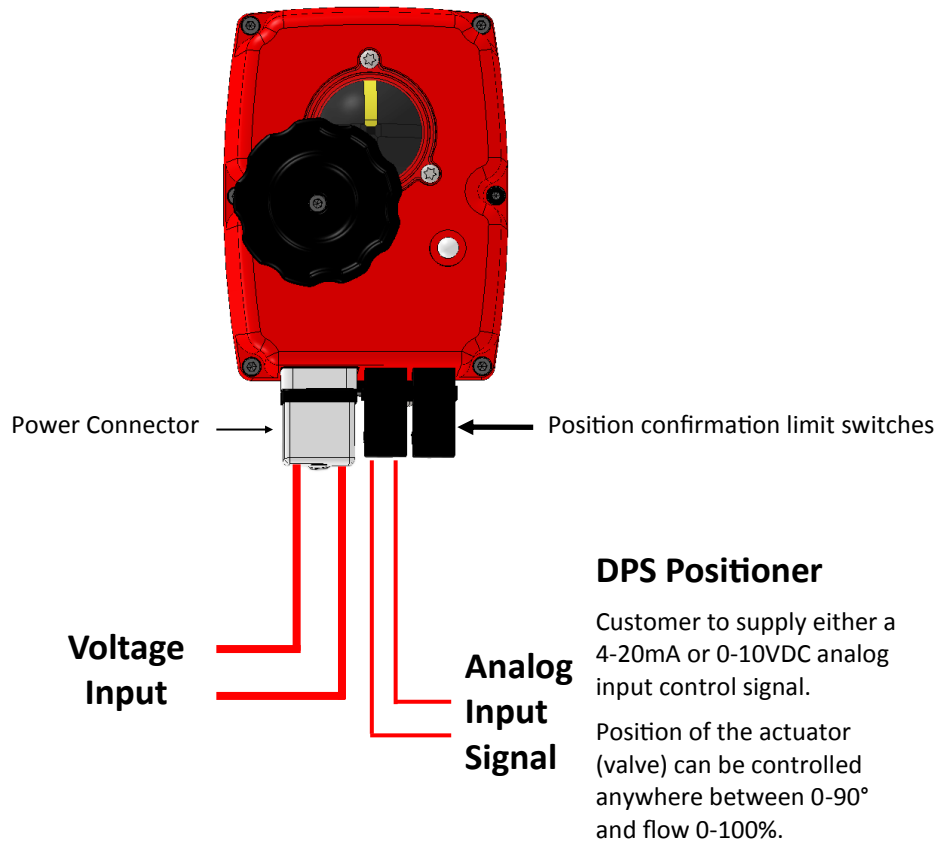 Power Connector
Position confirmation limit switches
Voltage
Input
Analog
Input
Signal
DPS Positioner
Customer to supply either a
4-20mA or 0-10VDC analog
input control signal.
Position of the actuator
(valve) can be controlled
anywhere between 0-90°
and flow 0-100%.